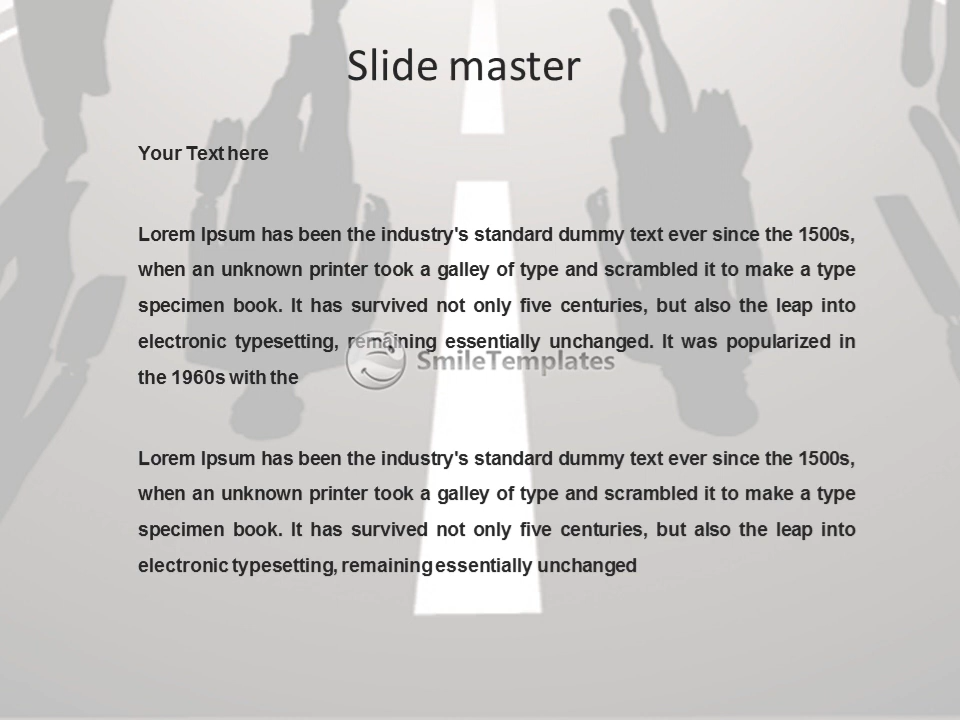 Slide master
Your Text here
Lorem Ipsum has been the industry's standard dummy text ever since the 1500s,
when an unknown printer took a galley of type and scrambled it to make a type
specimen book. It has survived not only five centuries, but also the leap into
electronic typesetting, remaining essentially unchanged. It was popularized in
SmileTemplates
the 1960s with the
Lorem Ipsum has been the industry's standard dummy text ever since the 1500s,
when an unknown printer took a galley of type and scrambled it to make a type
specimen book. It has survived not only five centuries, but also the leap into
electronic typesetting, remaining essentially unchanged